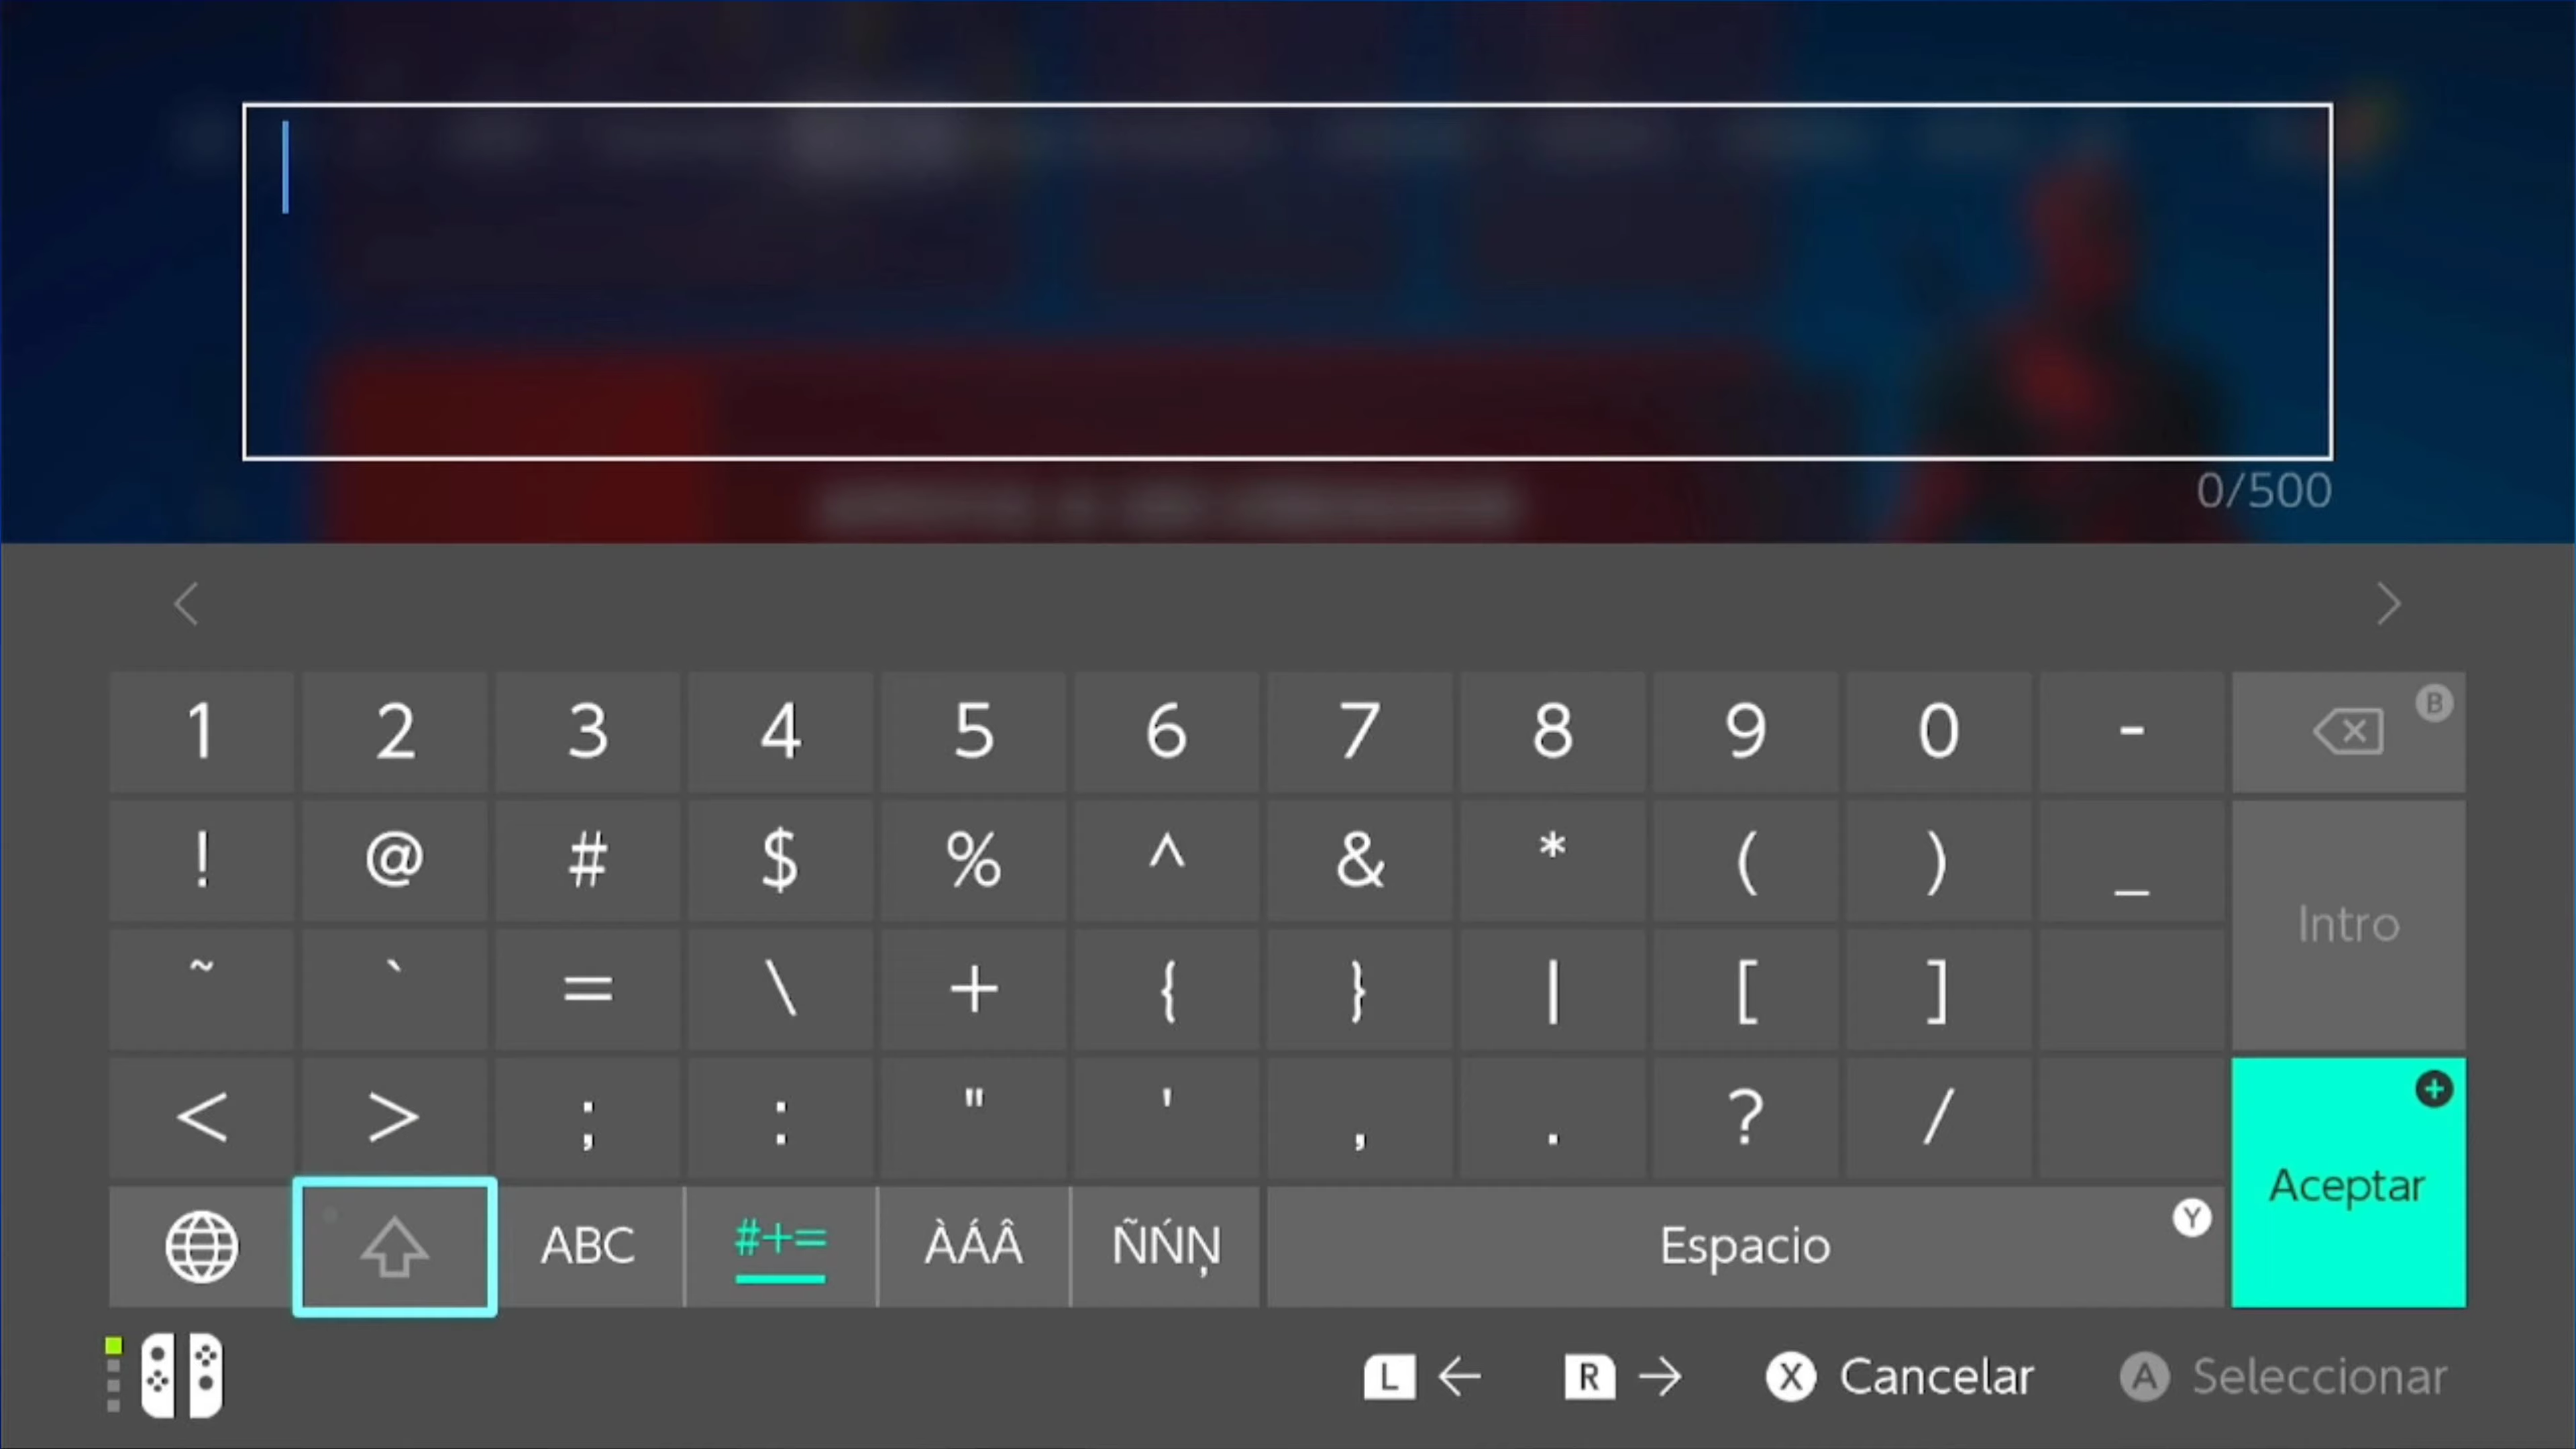 0/500
1 2 3 4 5 6 7 8 9 0 - B
! @ # $ % ^ & * ( ) _
Intro
~ ` = \ + { } | [ ]
< > ; : " ' , . ? / +
Aceptar
ABC #+= ÀÁÂ ÑŃŅ Espacio Y
L ← R → X Cancelar A Seleccionar